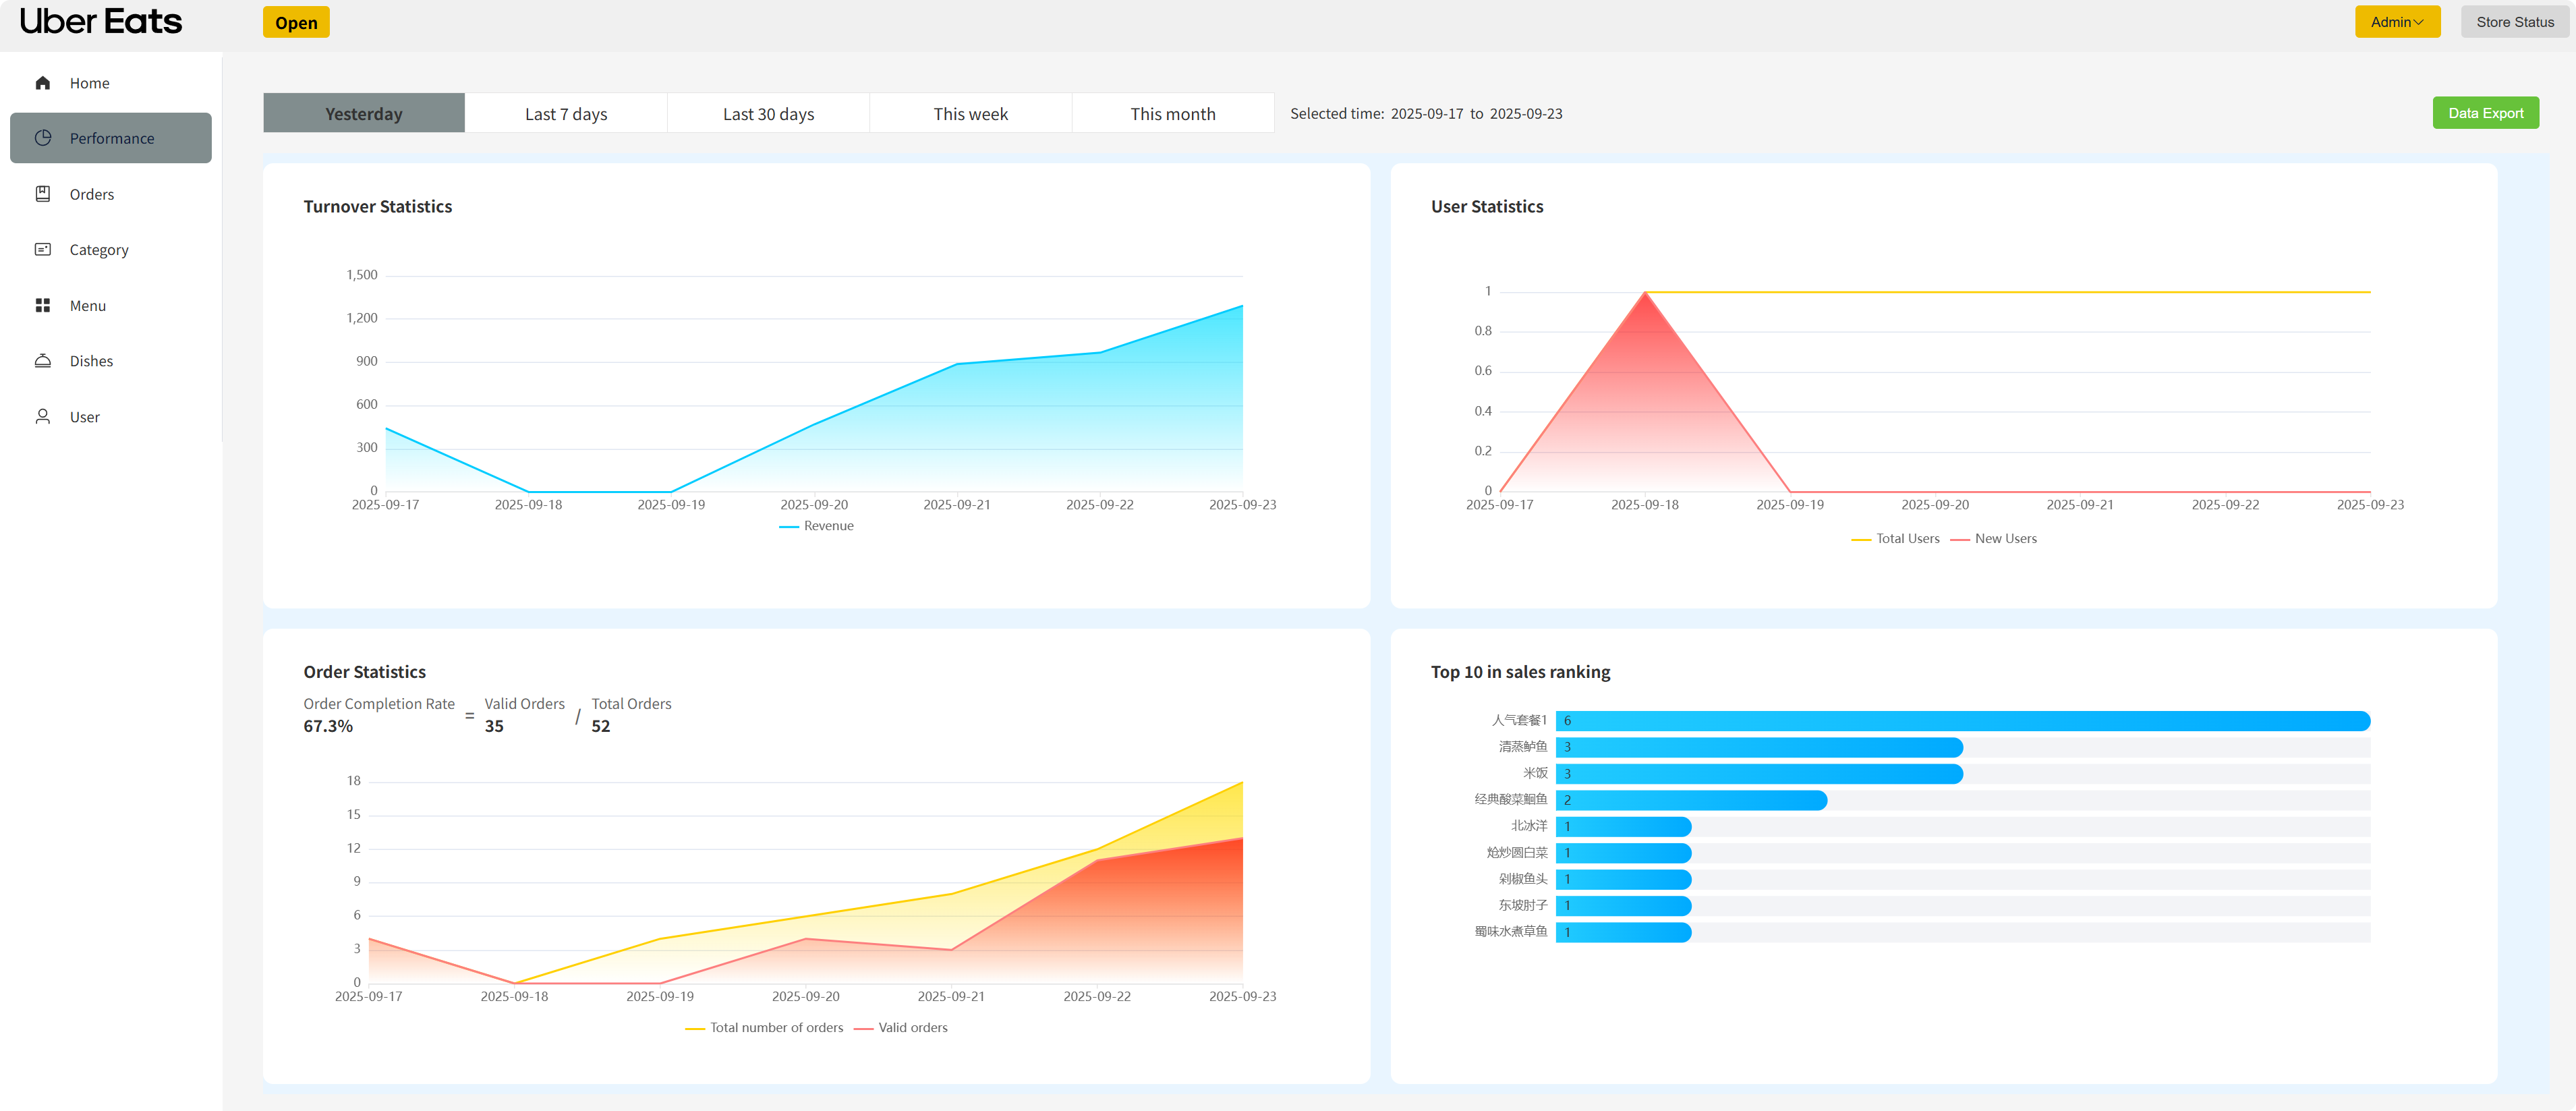 Uber Eats
Open
Admin
Store Status
Home
Performance
Orders
Category
Menu
Dishes
User
Yesterday
Last 7 days
Last 30 days
This week
This month
Selected time: 2025-09-17 to 2025-09-23
Data Export
Turnover Statistics
1,500
1,200
900
600
300
0
2025-09-17 2025-09-18 2025-09-19 2025-09-20 2025-09-21 2025-09-22 2025-09-23
Revenue
User Statistics
1
0.8
0.6
0.4
0.2
0
2025-09-17 2025-09-18 2025-09-19 2025-09-20 2025-09-21 2025-09-22 2025-09-23
Total Users New Users
Order Statistics
Order Completion Rate = Valid Orders / Total Orders
67.3% 35 52
18
15
12
9
6
3
0
2025-09-17 2025-09-18 2025-09-19 2025-09-20 2025-09-21 2025-09-22 2025-09-23
Total number of orders Valid orders
Top 10 in sales ranking
人气套餐1 6
清蒸鲈鱼 3
米饭 3
经典酸菜鮰鱼 2
北冰洋 1
炝炒圆白菜 1
剁椒鱼头 1
东坡肘子 1
蜀味水煮草鱼 1